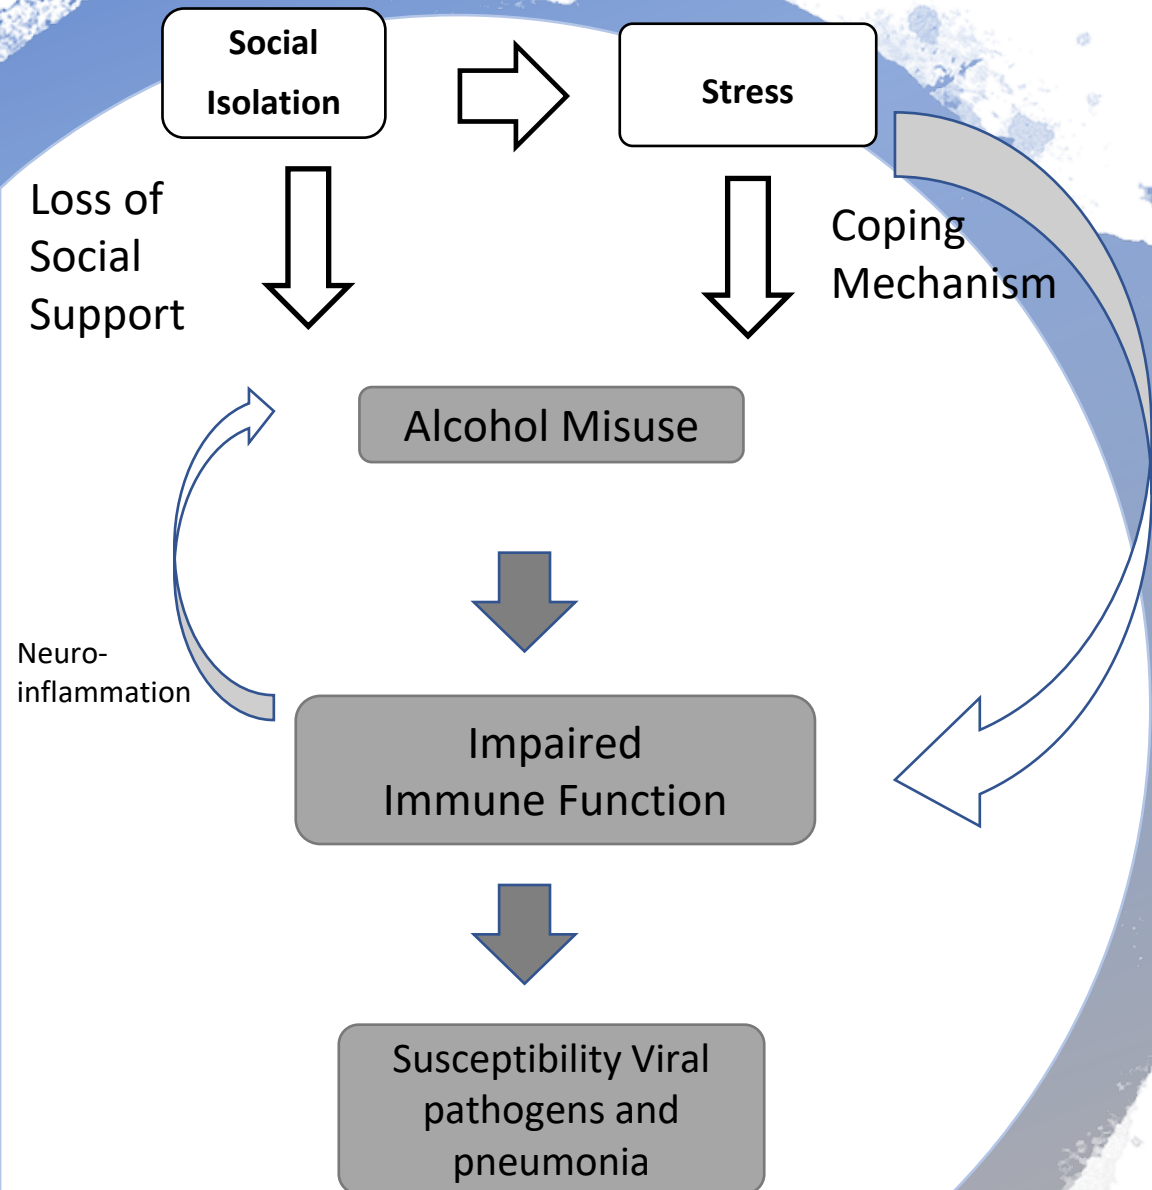 Social
Isolation
Stress
Loss of
Social
Support
Coping
Mechanism
Alcohol Misuse
Neuro-
inflammation
Impaired
Immune Function
Susceptibility Viral
pathogens and
pneumonia